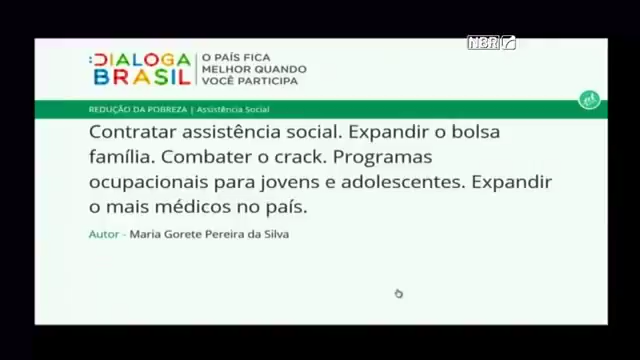 NBR
:DIALOGA
BRASIL
O PAÍS FICA
MELHOR QUANDO
VOCÊ PARTICIPA
REDUÇÃO DA POBREZA | Assistência Social
Contratar assistência social. Expandir o bolsa
família. Combater o crack. Programas
ocupacionais para jovens e adolescentes. Expandir
o mais médicos no país.
Autor - Maria Gorete Pereira da Silva